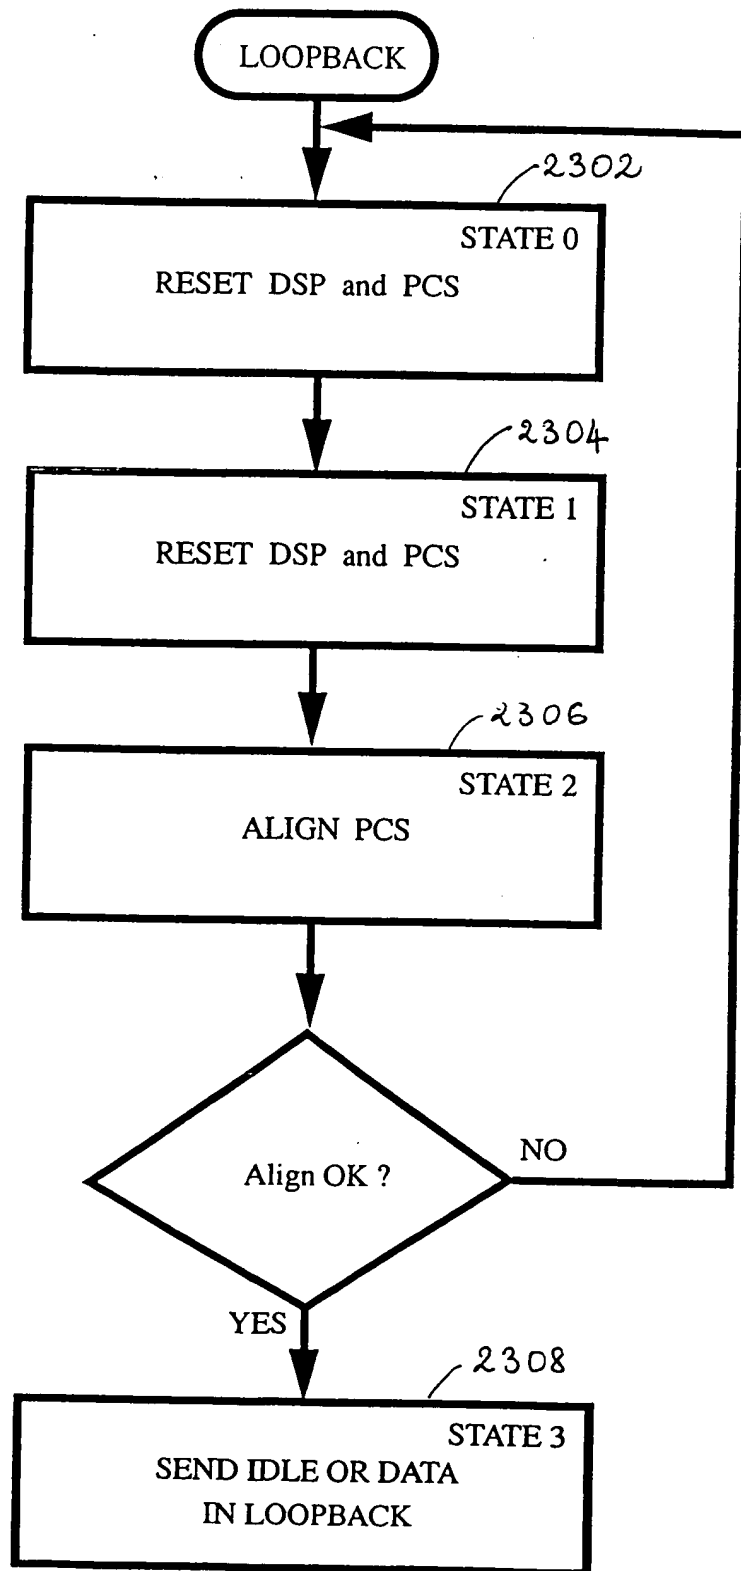 LOOPBACK
2302
STATE 0
RESET DSP and PCS
2304
STATE 1
RESET DSP and PCS
2306
STATE 2
ALIGN PCS
Align OK ?
NO
YES
2308
STATE 3
SEND IDLE OR DATA
IN LOOPBACK